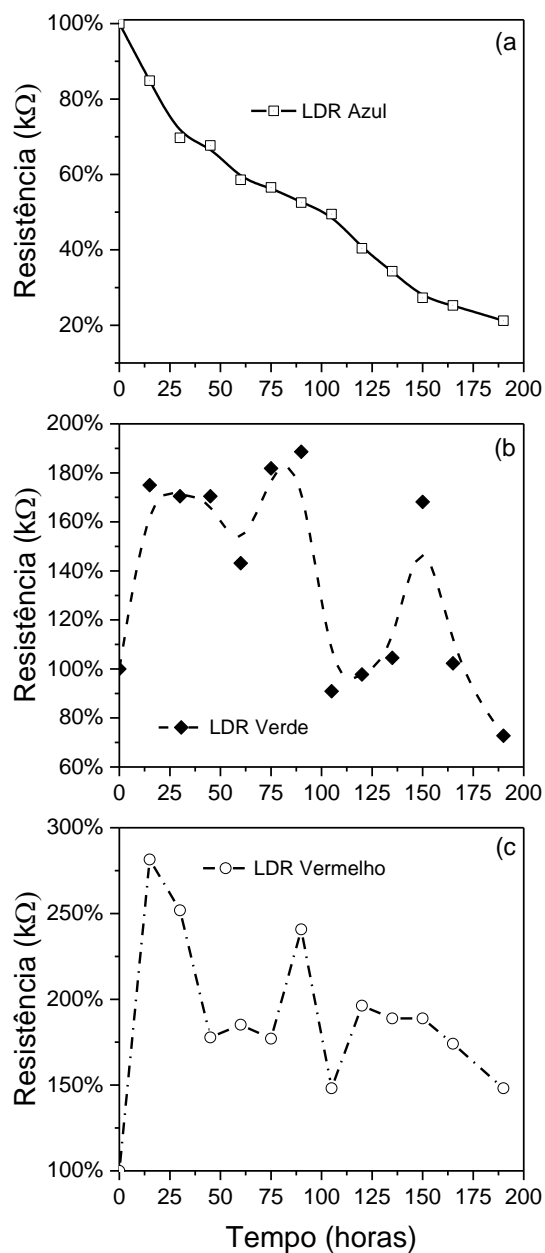 100%
(a
80%
LDR Azul
60%
40%
20%
Resistência (kΩ)
0 25 50 75 100 125 150 175 200
200%
(b
180%
160%
140%
120%
100%
80%
LDR Verde
60%
Resistência (kΩ)
0 25 50 75 100 125 150 175 200
300%
(c
LDR Vermelho
250%
200%
150%
100%
Resistência (kΩ)
0 25 50 75 100 125 150 175 200
Tempo (horas)